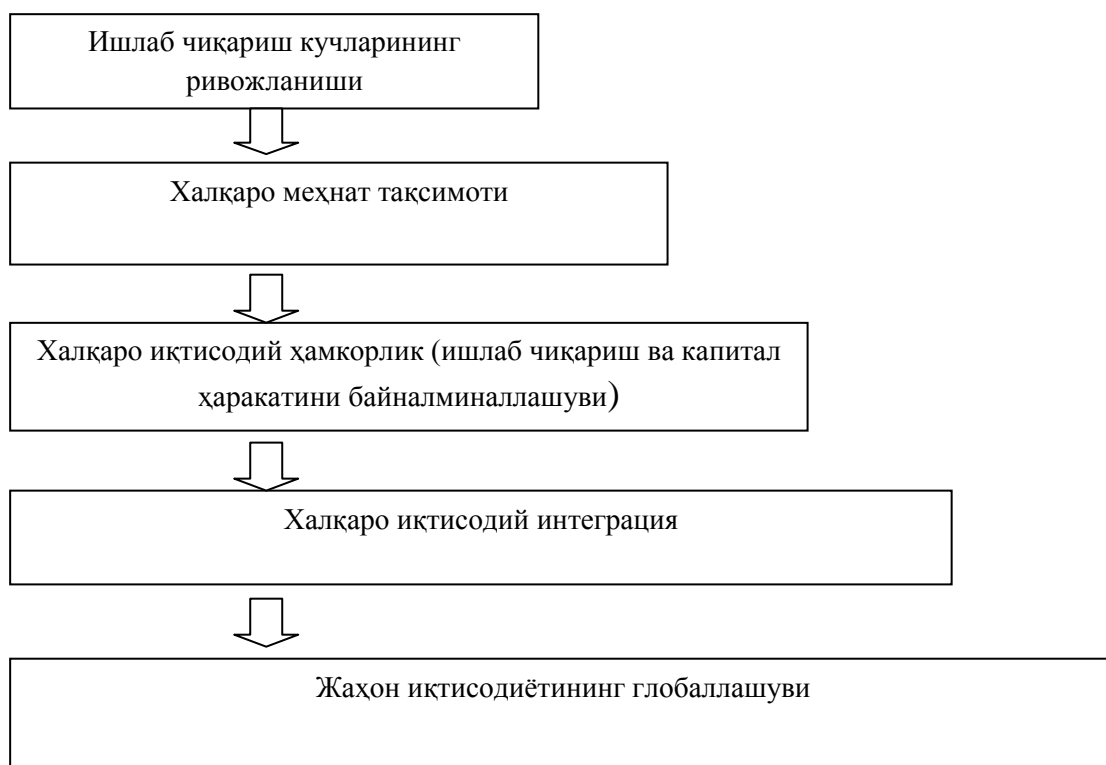 Ишлаб чиқариш кучларининг
ривожланиши
Халқаро меҳнат тақсимоти
Халқаро иқтисодий ҳамкорлик (ишлаб чиқариш ва капитал
ҳаракатини байналминаллашуви)
Халқаро иқтисодий интеграция
Жаҳон иқтисодиётининг глобаллашуви